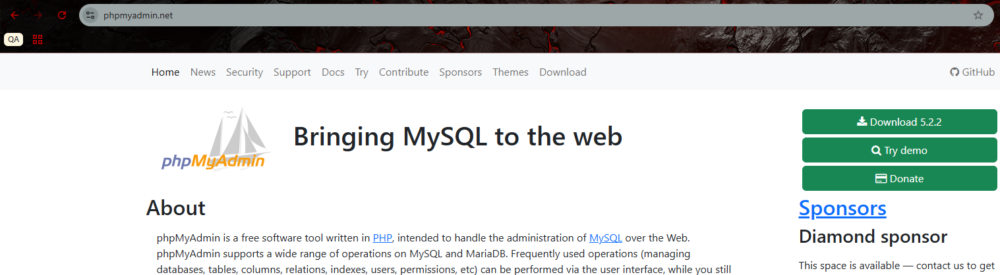 phpmyadmin.net
QA
Home News Security Support Docs Try Contribute Sponsors Themes Download GitHub
phpMyAdmin
Bringing MySQL to the web
Download 5.2.2
Try demo
Donate
About
phpMyAdmin is a free software tool written in PHP, intended to handle the administration of MySQL over the Web.
phpMyAdmin supports a wide range of operations on MySQL and MariaDB. Frequently used operations (managing
databases, tables, columns, relations, indexes, users, permissions, etc) can be performed via the user interface, while you still
Sponsors
Diamond sponsor
This space is available — contact us to get